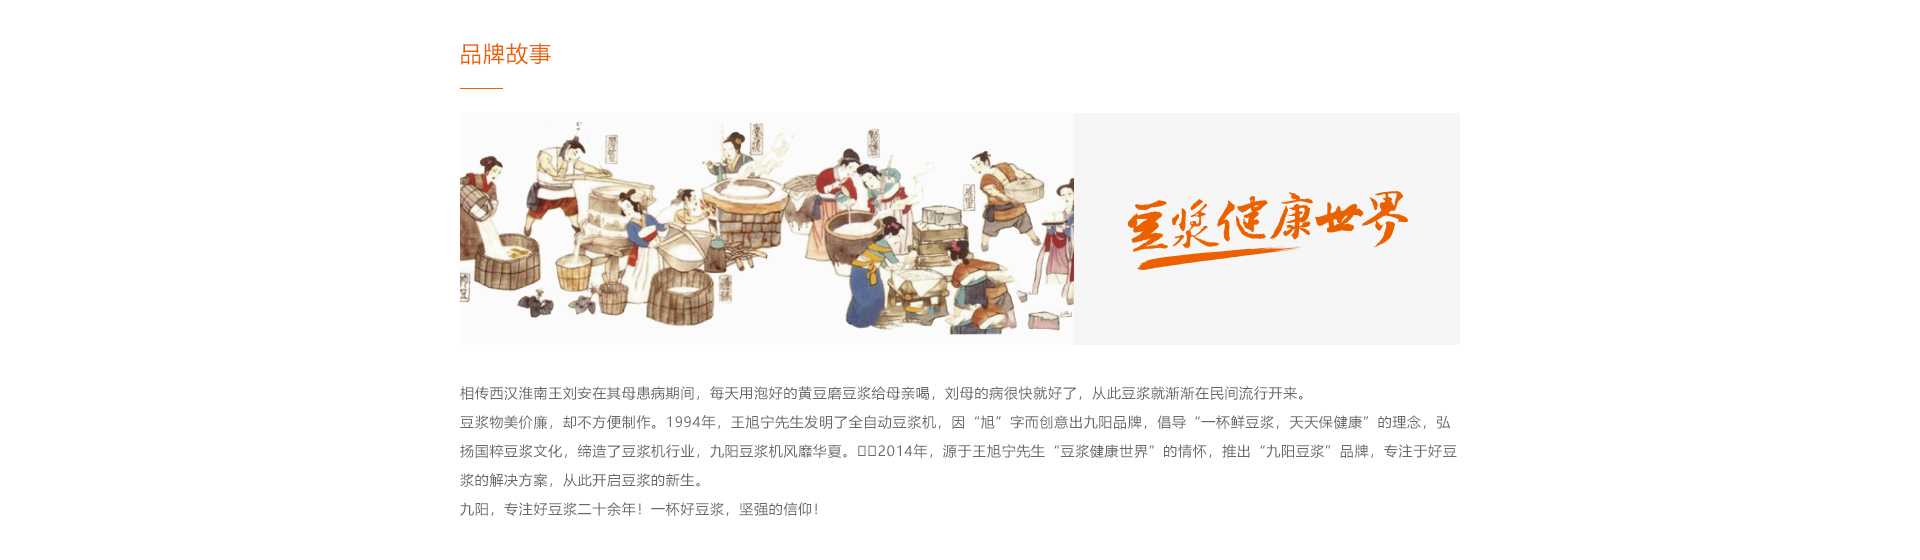 品牌故事
豆浆健康世界
相传西汉淮南王刘安在其母患病期间，每天用泡好的黄豆磨豆浆给母亲喝，刘母的病很快就好了，从此豆浆就渐渐在民间流行开来。
豆浆物美价廉，却不方便制作。1994年，王旭宁先生发明了全自动豆浆机，因“旭”字而创意出九阳品牌，倡导“一杯鲜豆浆，天天保健康”的理念，弘
扬国粹豆浆文化，缔造了豆浆机行业，九阳豆浆机风靡华夏。▯▯2014年，源于王旭宁先生“豆浆健康世界”的情怀，推出“九阳豆浆”品牌，专注于好豆
浆的解决方案，从此开启豆浆的新生。
九阳，专注好豆浆二十余年！一杯好豆浆，坚强的信仰！